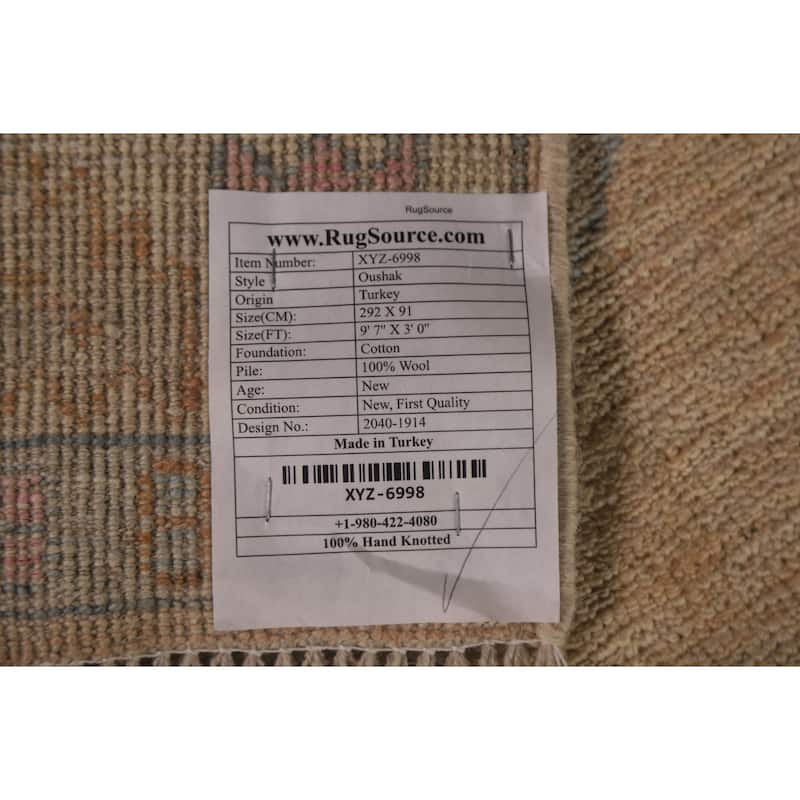 RugSource
www.RugSource.com
Item Number: XYZ-6998
Style Oushak
Origin Turkey
Size(CM): 292 X 91
Size(FT): 9' 7" X 3' 0"
Foundation: Cotton
Pile: 100% Wool
Age: New
Condition: New, First Quality
Design No.: 2040-1914
Made in Turkey
XYZ-6998
+1-980-422-4080
100% Hand Knotted